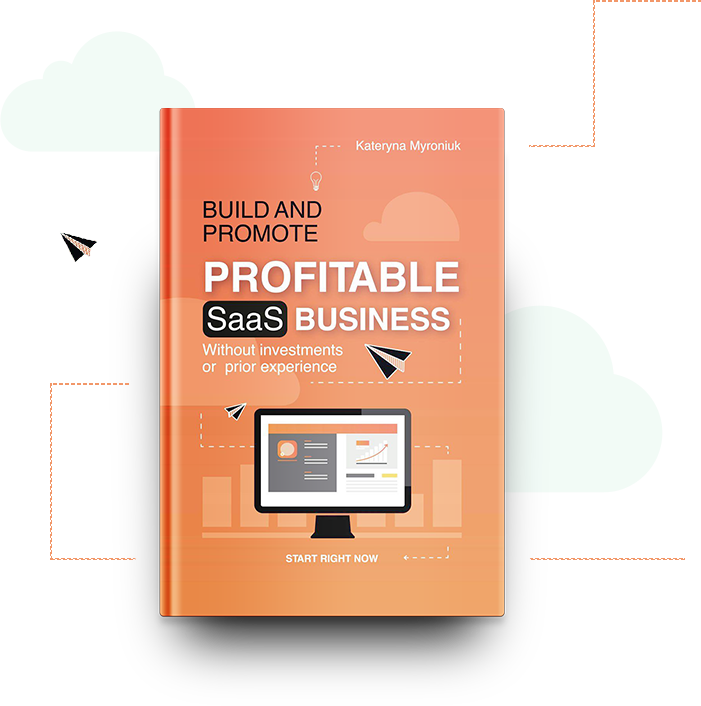 Kateryna Myroniuk
BUILD AND
PROMOTE
PROFITABLE
SaaS BUSINESS
Without investments
or prior experience
START RIGHT NOW